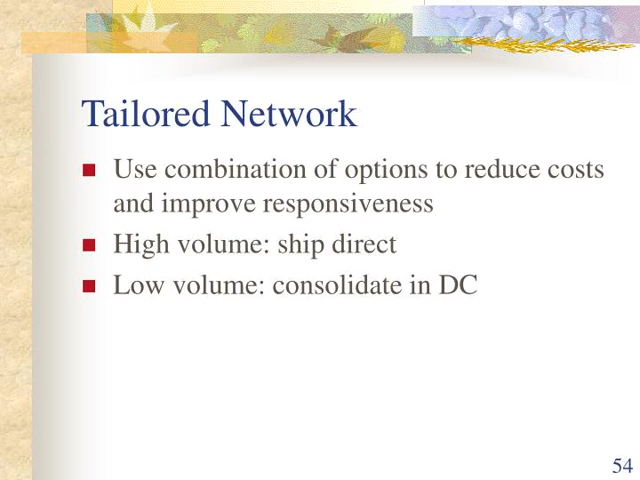 Tailored Network
Use combination of options to reduce costs
and improve responsiveness
High volume: ship direct
Low volume: consolidate in DC
54